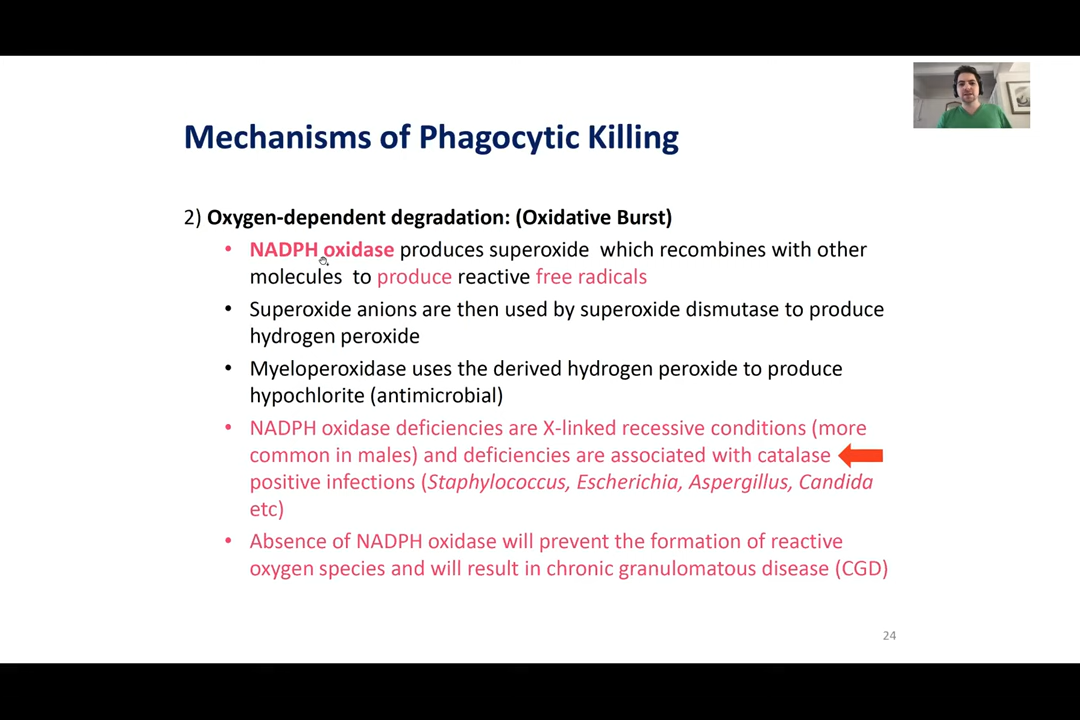 Mechanisms of Phagocytic Killing
2) Oxygen-dependent degradation: (Oxidative Burst)
• NADPH oxidase produces superoxide which recombines with other
molecules to produce reactive free radicals
• Superoxide anions are then used by superoxide dismutase to produce
hydrogen peroxide
• Myeloperoxidase uses the derived hydrogen peroxide to produce
hypochlorite (antimicrobial)
• NADPH oxidase deficiencies are X-linked recessive conditions (more
common in males) and deficiencies are associated with catalase
positive infections (Staphylococcus, Escherichia, Aspergillus, Candida
etc)
• Absence of NADPH oxidase will prevent the formation of reactive
oxygen species and will result in chronic granulomatous disease (CGD)
24